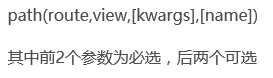 path(route,view,[kwargs],[name])
其中前2个参数为必选，后两个可选